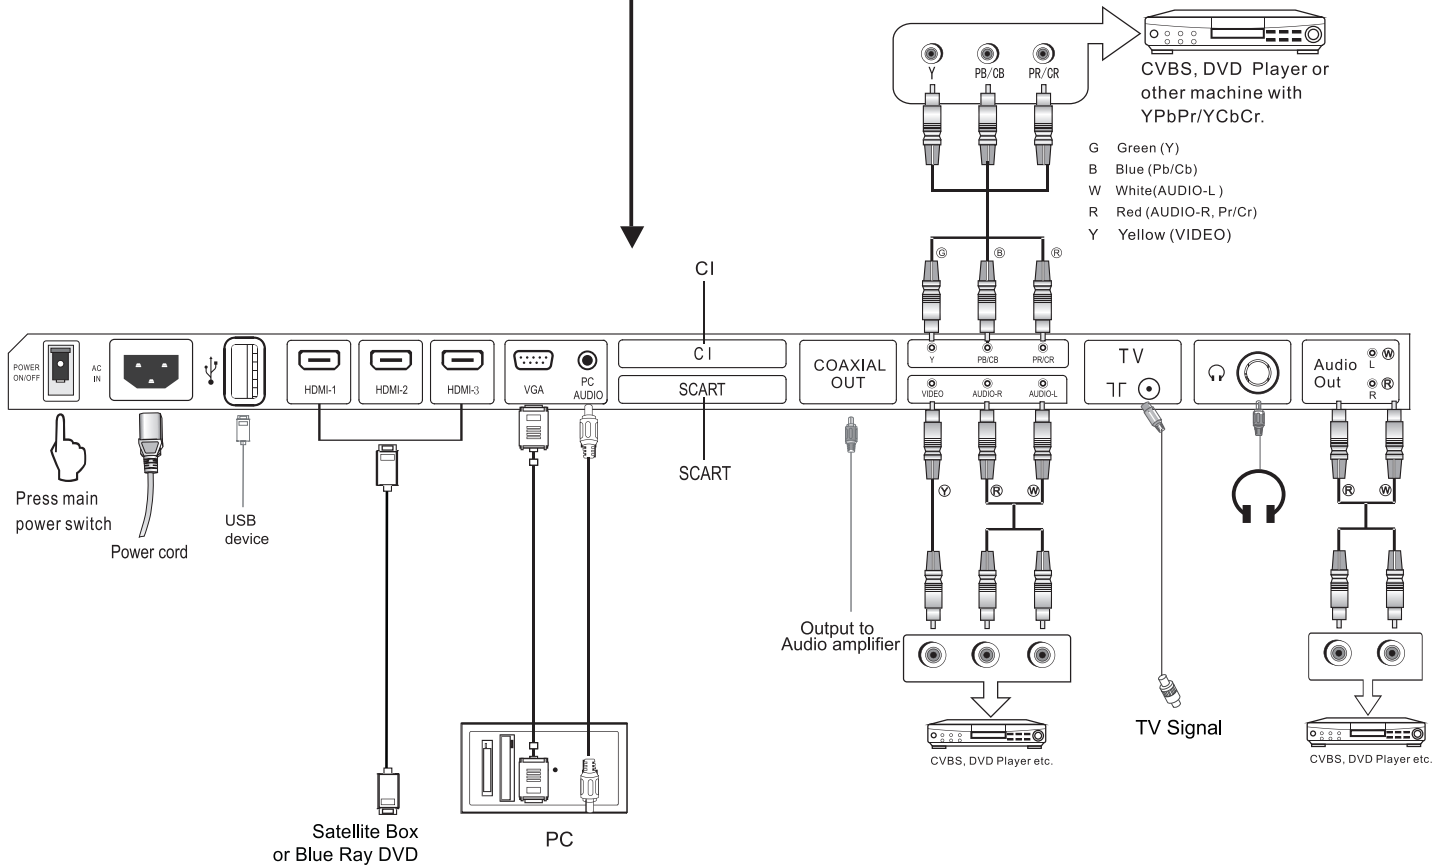 Y
PB/CB
PR/CR
CVBS, DVD Player or
other machine with
YPbPr/YCbCr.
G Green (Y)
B Blue (Pb/Cb)
W White(AUDIO-L )
R Red (AUDIO-R, Pr/Cr)
Y Yellow (VIDEO)
G
B
R
CI
POWER
ON/OFF
AC
IN
HDMI-1
HDMI-2
HDMI-3
VGA
PC
AUDIO
CI
SCART
COAXIAL
OUT
Y
PB/CB
PR/CR
VIDEO
AUDIO-R
AUDIO-L
TV
Audio
Out
L
W
R
R
SCART
Y
R
W
R
W
Press main
power switch
Power cord
USB
device
Output to
Audio amplifier
TV Signal
CVBS, DVD Player etc.
CVBS, DVD Player etc.
Satellite Box
or Blue Ray DVD
PC